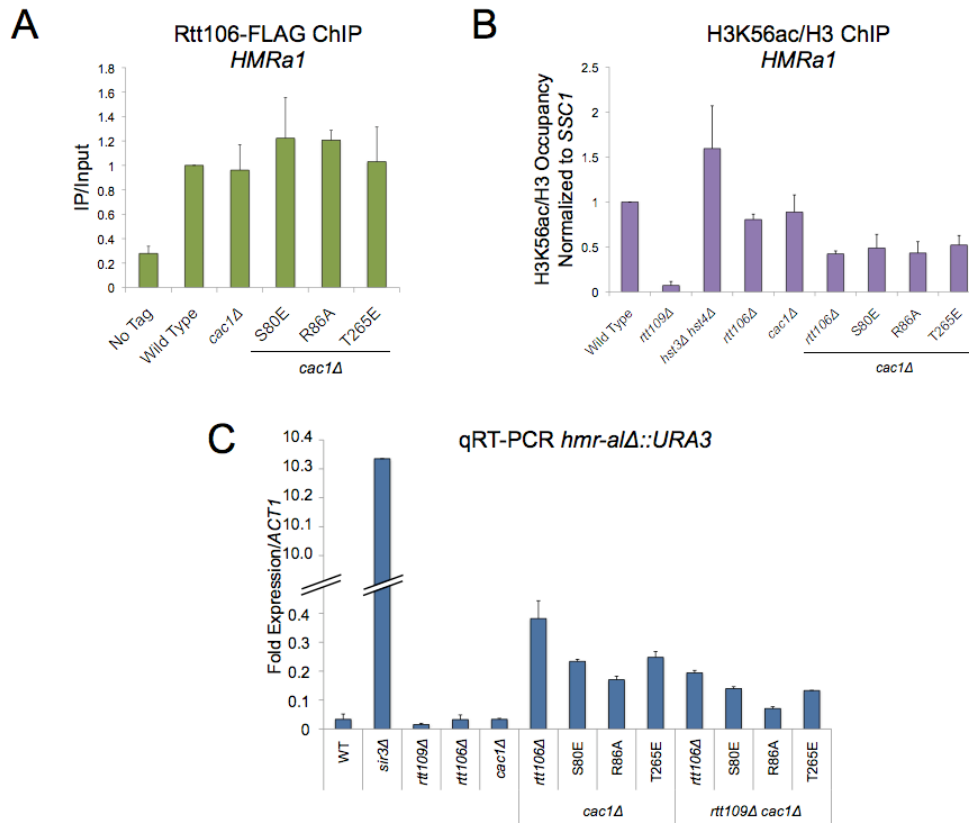 A
Rtt106-FLAG ChIP
HMRa1
IP/Input
1.8
1.6
1.4
1.2
1
0.8
0.6
0.4
0.2
0
No Tag
Wild Type
cac1Δ
S80E
R86A
T265E
cac1Δ
B
H3K56ac/H3 ChIP
HMRa1
H3K56ac/H3 Occupancy
Normalized to SSC1
2.5
2
1.5
1
0.5
0
Wild Type
rtt109Δ
hst3Δ hst4Δ
rtt106Δ
cac1Δ
rtt106Δ
S80E
R86A
T265E
cac1Δ
C
qRT-PCR hmr-alΔ::URA3
Fold Expression/ACT1
10.4
10.3
10.2
10.1
10.0
0.4
0.3
0.2
0.1
0
WT
sir3Δ
rtt109Δ
rtt106Δ
cac1Δ
rtt106Δ
S80E
R86A
T265E
rtt106Δ
S80E
R86A
T265E
cac1Δ
rtt109Δ cac1Δ